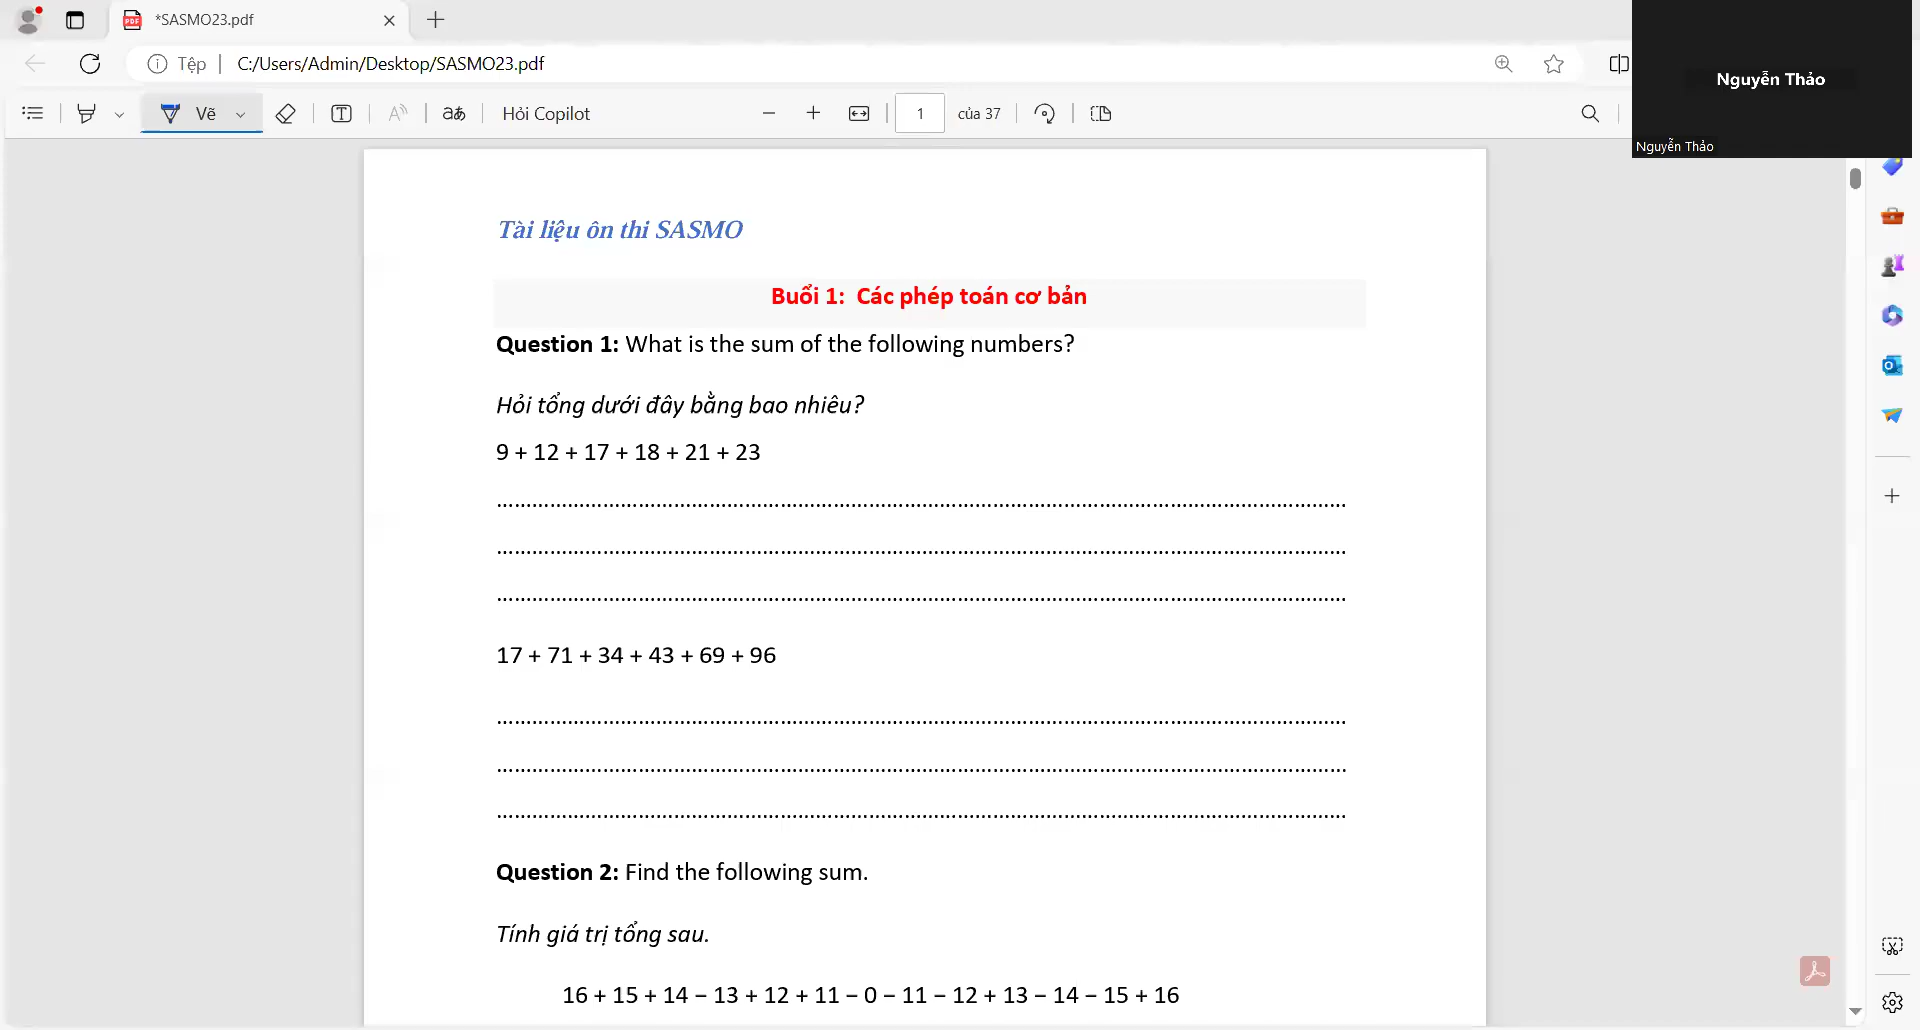 *SASMO23.pdf
Tệp
C:/Users/Admin/Desktop/SASMO23.pdf
Nguyễn Thảo
Nguyễn Thảo
Vẽ
Hỏi Copilot
1
của 37
Tài liệu ôn thi SASMO
Buổi 1: Các phép toán cơ bản
Question 1: What is the sum of the following numbers?
Hỏi tổng dưới đây bằng bao nhiêu?
9 + 12 + 17 + 18 + 21 + 23
17 + 71 + 34 + 43 + 69 + 96
Question 2: Find the following sum.
Tính giá trị tổng sau.
16 + 15 + 14 – 13 + 12 + 11 – 0 – 11 – 12 + 13 – 14 – 15 + 16